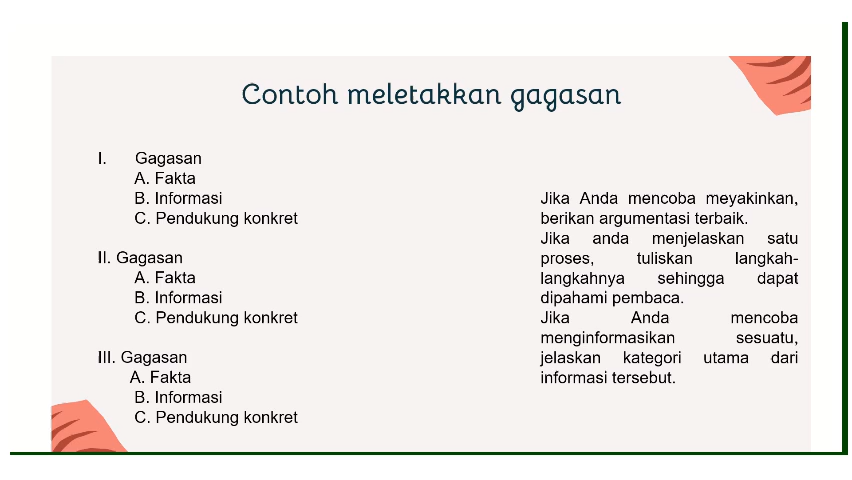 Contoh meletakkan gagasan
I. Gagasan
A. Fakta
B. Informasi
C. Pendukung konkret
II. Gagasan
A. Fakta
B. Informasi
C. Pendukung konkret
III. Gagasan
A. Fakta
B. Informasi
C. Pendukung konkret
Jika Anda mencoba meyakinkan,
berikan argumentasi terbaik.
Jika anda menjelaskan satu
proses, tuliskan langkah-
langkahnya sehingga dapat
dipahami pembaca.
Jika Anda mencoba
menginformasikan sesuatu,
jelaskan kategori utama dari
informasi tersebut.